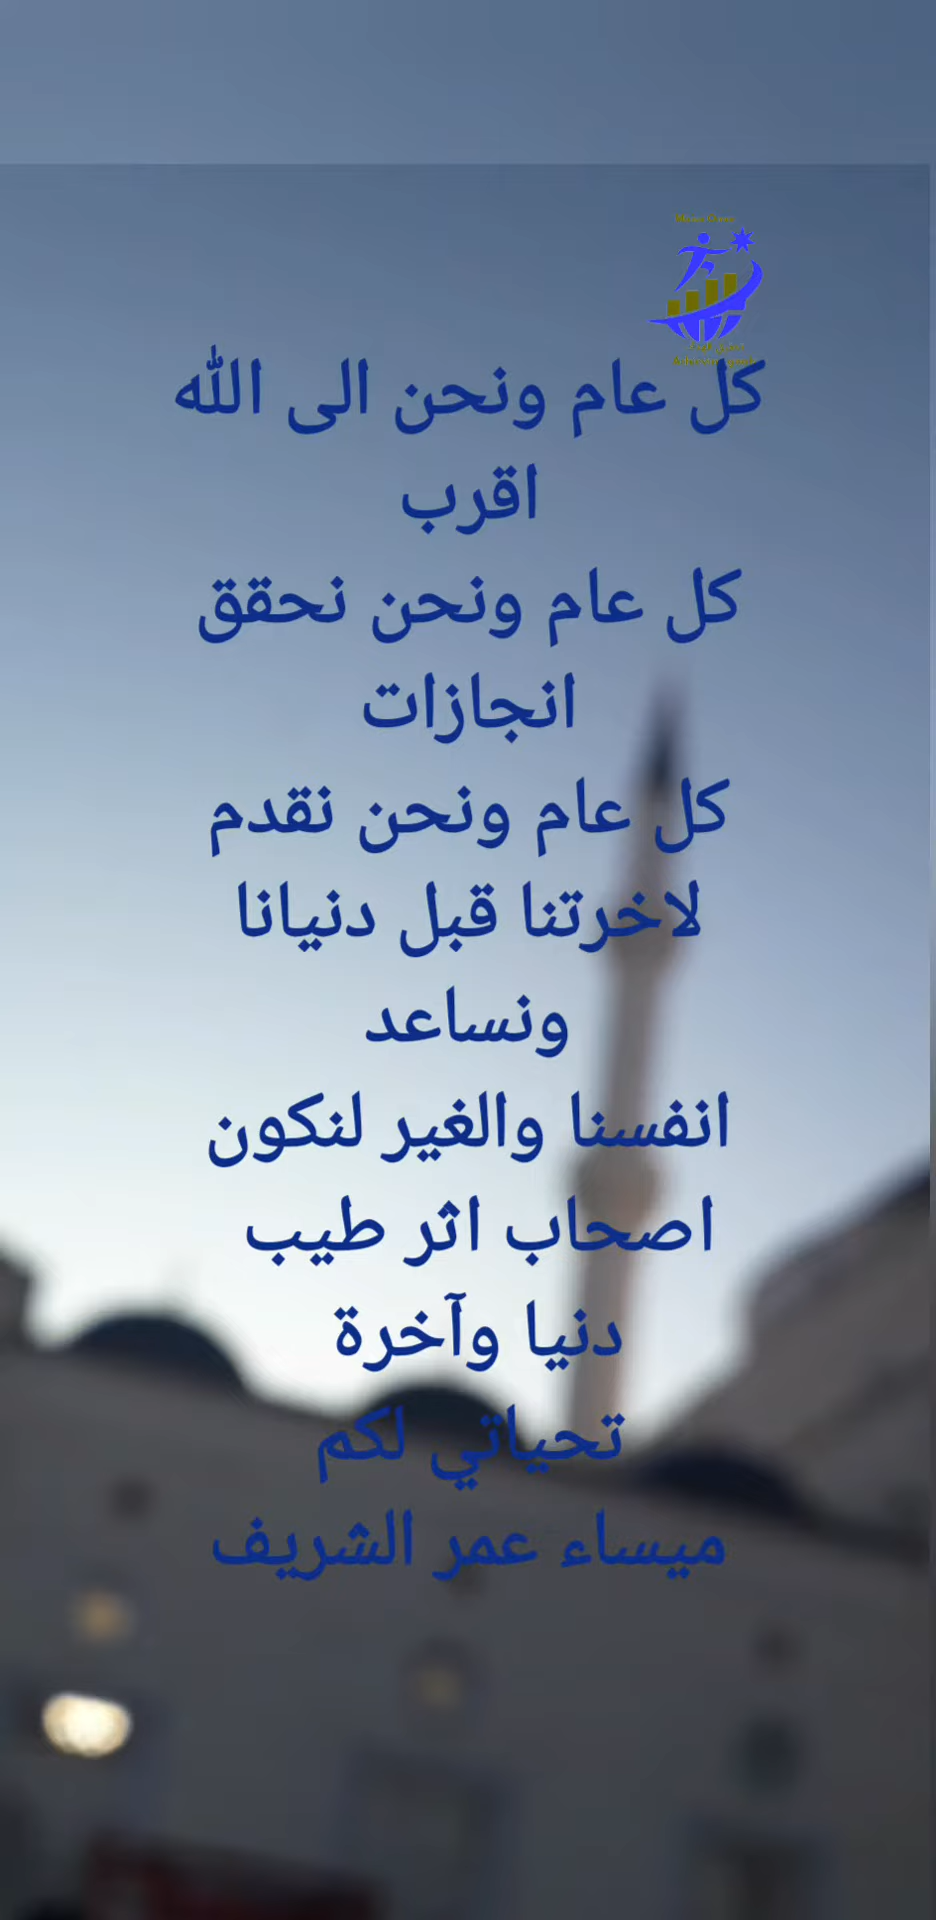 كل عام ونحن الى الله
اقرب
كل عام ونحن نحقق
انجازات
كل عام ونحن نقدم
لاخرتنا قبل دنيانا
ونساعد
انفسنا والغير لنكون
اصحاب اثر طيب
دنيا وآخرة
تحياتي لكم
ميساء عمر الشريف